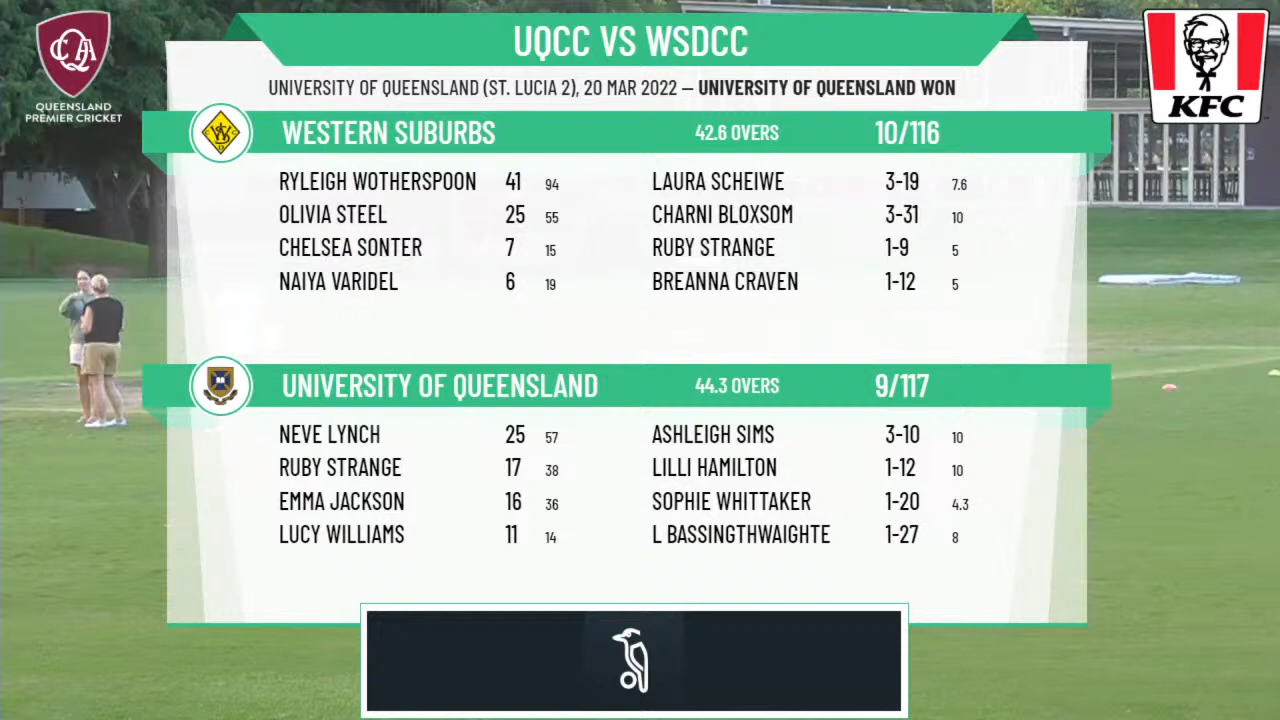 UQCC VS WSDCC
QUEENSLAND
PREMIER CRICKET
KFC
UNIVERSITY OF QUEENSLAND (ST. LUCIA 2), 20 MAR 2022 – UNIVERSITY OF QUEENSLAND WON
WESTERN SUBURBS 42.6 OVERS 10/116
RYLEIGH WOTHERSPOON 41 94 LAURA SCHEIWE 3-19 7.6
OLIVIA STEEL 25 55 CHARNI BLOXSOM 3-31 10
CHELSEA SONTER 7 15 RUBY STRANGE 1-9 5
NAIYA VARIDEL 6 19 BREANNA CRAVEN 1-12 5
UNIVERSITY OF QUEENSLAND 44.3 OVERS 9/117
NEVE LYNCH 25 57 ASHLEIGH SIMS 3-10 10
RUBY STRANGE 17 38 LILLI HAMILTON 1-12 10
EMMA JACKSON 16 36 SOPHIE WHITTAKER 1-20 4.3
LUCY WILLIAMS 11 14 L BASSINGTHWAIGHTE 1-27 8